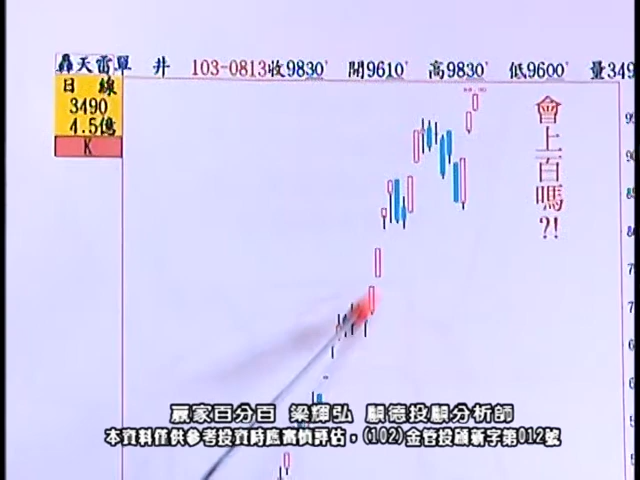 轟天雷單井 103-0813收9830' 開9610' 高9830' 低9600' 量349
日線
3490
4.5億
K
會上百嗎?!
贏家百分百 梁輝弘 顧德投顧分析師
本資料僅供參考投資時應審慎評估，(102)金管投顧新字第012號